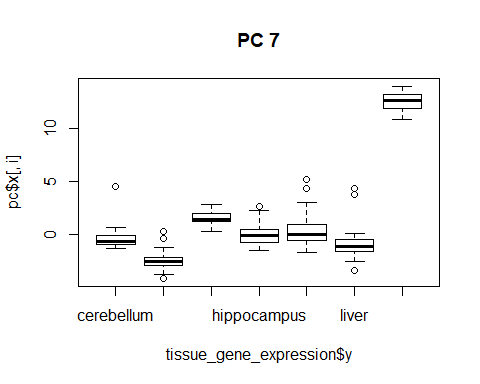 PC 7
pc$x[, i]
10
5
0
cerebellum hippocampus liver
tissue_gene_expression$y